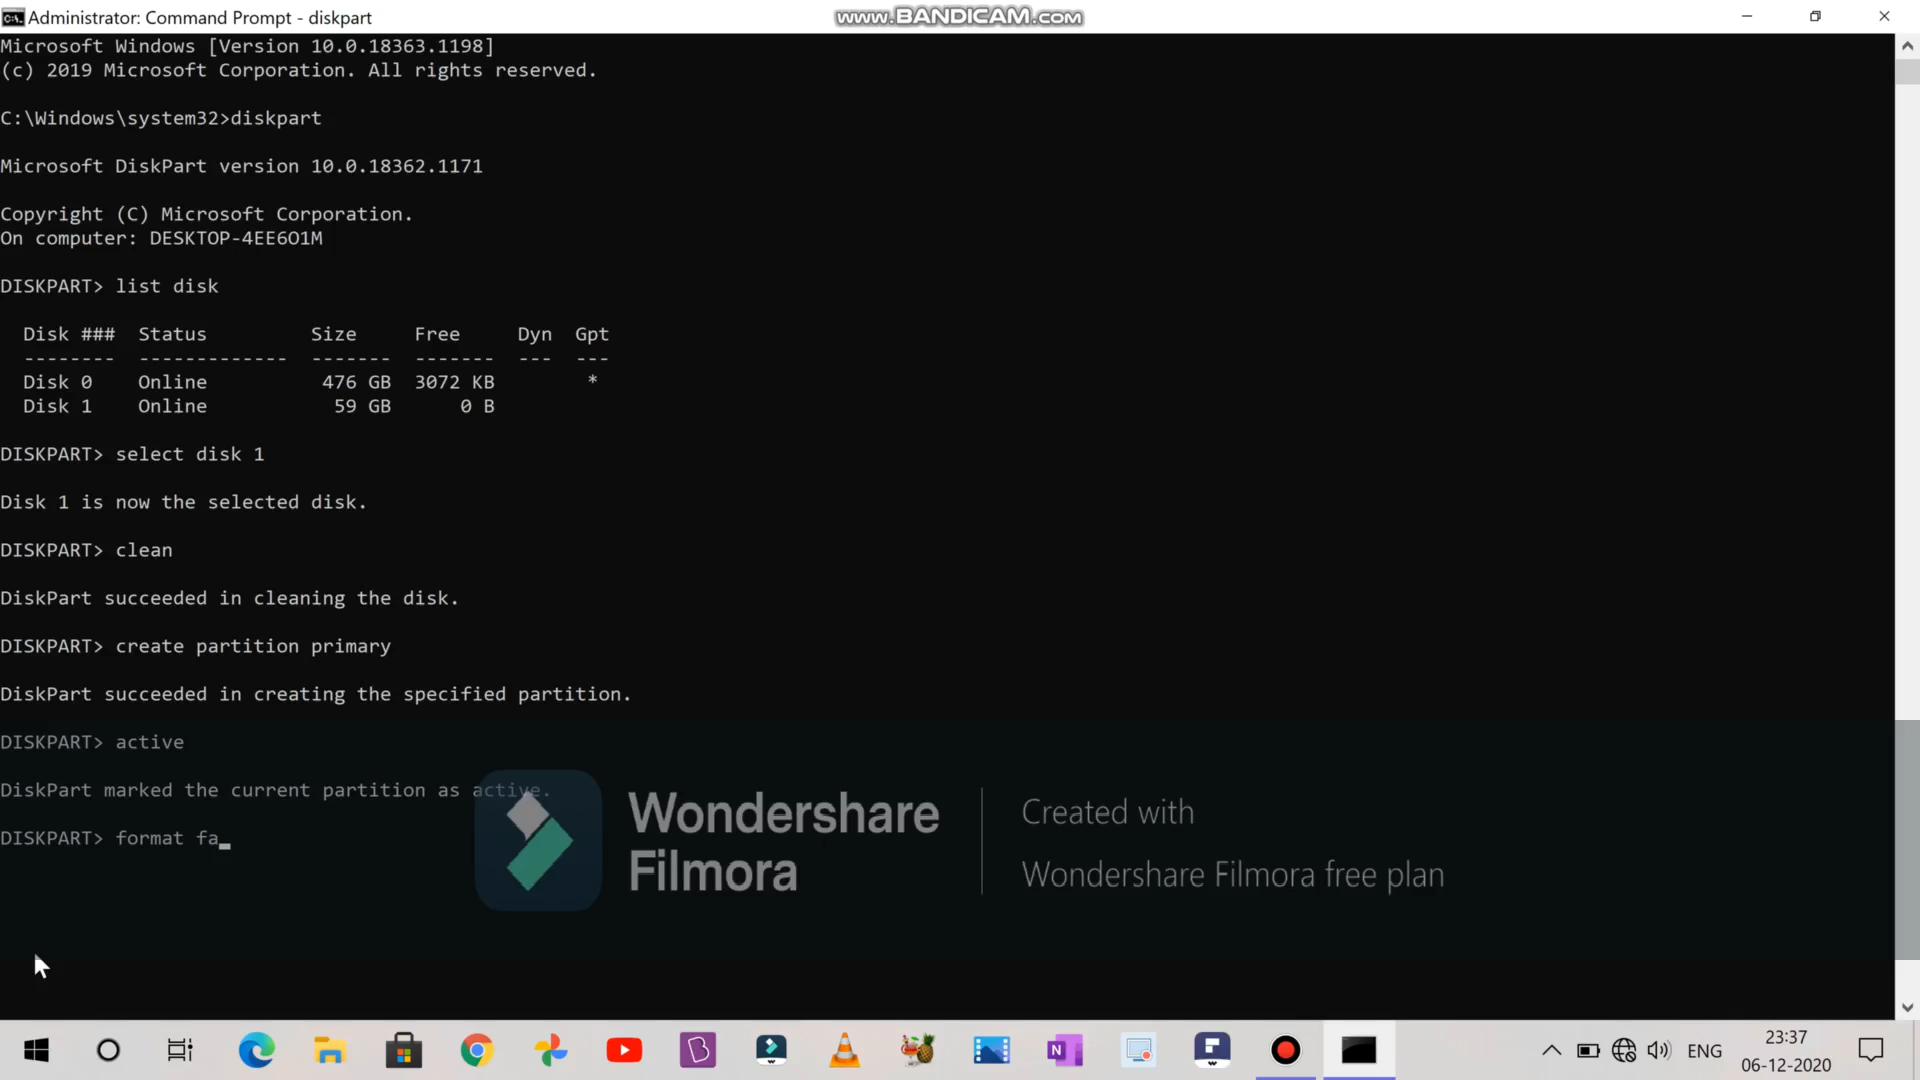 Administrator: Command Prompt - diskpart
www.BANDICAM.com
Microsoft Windows [Version 10.0.18363.1198]
(c) 2019 Microsoft Corporation. All rights reserved.
C:\Windows\system32>diskpart
Microsoft DiskPart version 10.0.18362.1171
Copyright (C) Microsoft Corporation.
On computer: DESKTOP-4EE6O1M
DISKPART> list disk
Disk ###  Status         Size     Free     Dyn  Gpt
--------  -------------  -------  -------  ---  ---
Disk 0    Online          476 GB  3072 KB        *
Disk 1    Online           59 GB      0 B
DISKPART> select disk 1
Disk 1 is now the selected disk.
DISKPART> clean
DiskPart succeeded in cleaning the disk.
DISKPART> create partition primary
DiskPart succeeded in creating the specified partition.
DISKPART> active
DiskPart marked the current partition as active.
DISKPART> format fa_
Wondershare
Filmora
Created with
Wondershare Filmora free plan
ENG
23:37
06-12-2020